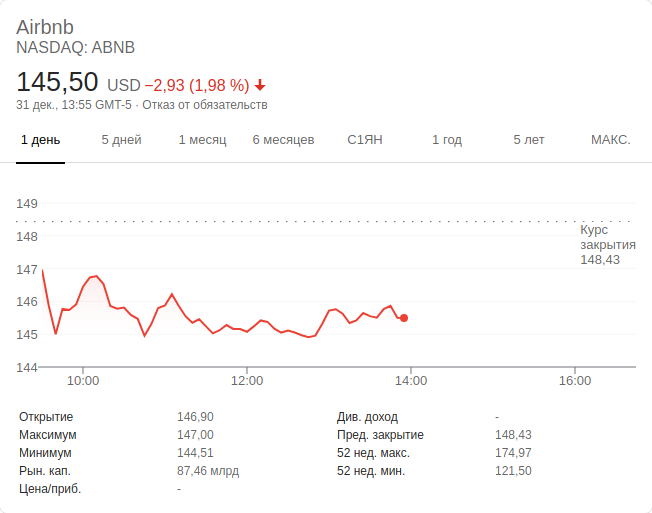 Airbnb
NASDAQ: ABNB
145,50 USD −2,93 (1,98 %)
31 дек., 13:55 GMT-5 · Отказ от обязательств
1 день 5 дней 1 месяц 6 месяцев С1ЯН 1 год 5 лет МАКС.
149
148
147
146
145
144
Курс
закрытия
148,43
10:00 12:00 14:00 16:00
Открытие 146,90 Див. доход -
Максимум 147,00 Пред. закрытие 148,43
Минимум 144,51 52 нед. макс. 174,97
Рын. кап. 87,46 млрд 52 нед. мин. 121,50
Цена/приб. -